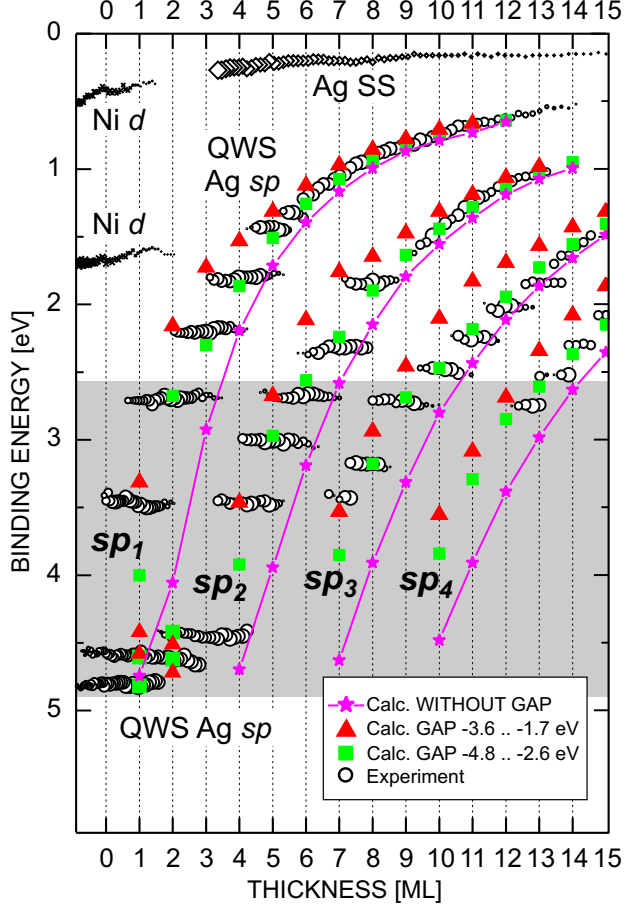 0 1 2 3 4 5 6 7 8 9 10 11 12 13 14 15
0
Ag SS
Ni d
QWS
Ag sp
1
Ni d
2
BINDING ENERGY [eV]
3
sp1 sp2 sp3 sp4
4
5
QWS Ag sp
Calc. WITHOUT GAP
Calc. GAP -3.6 .. -1.7 eV
Calc. GAP -4.8 .. -2.6 eV
Experiment
0 1 2 3 4 5 6 7 8 9 10 11 12 13 14 15
THICKNESS [ML]